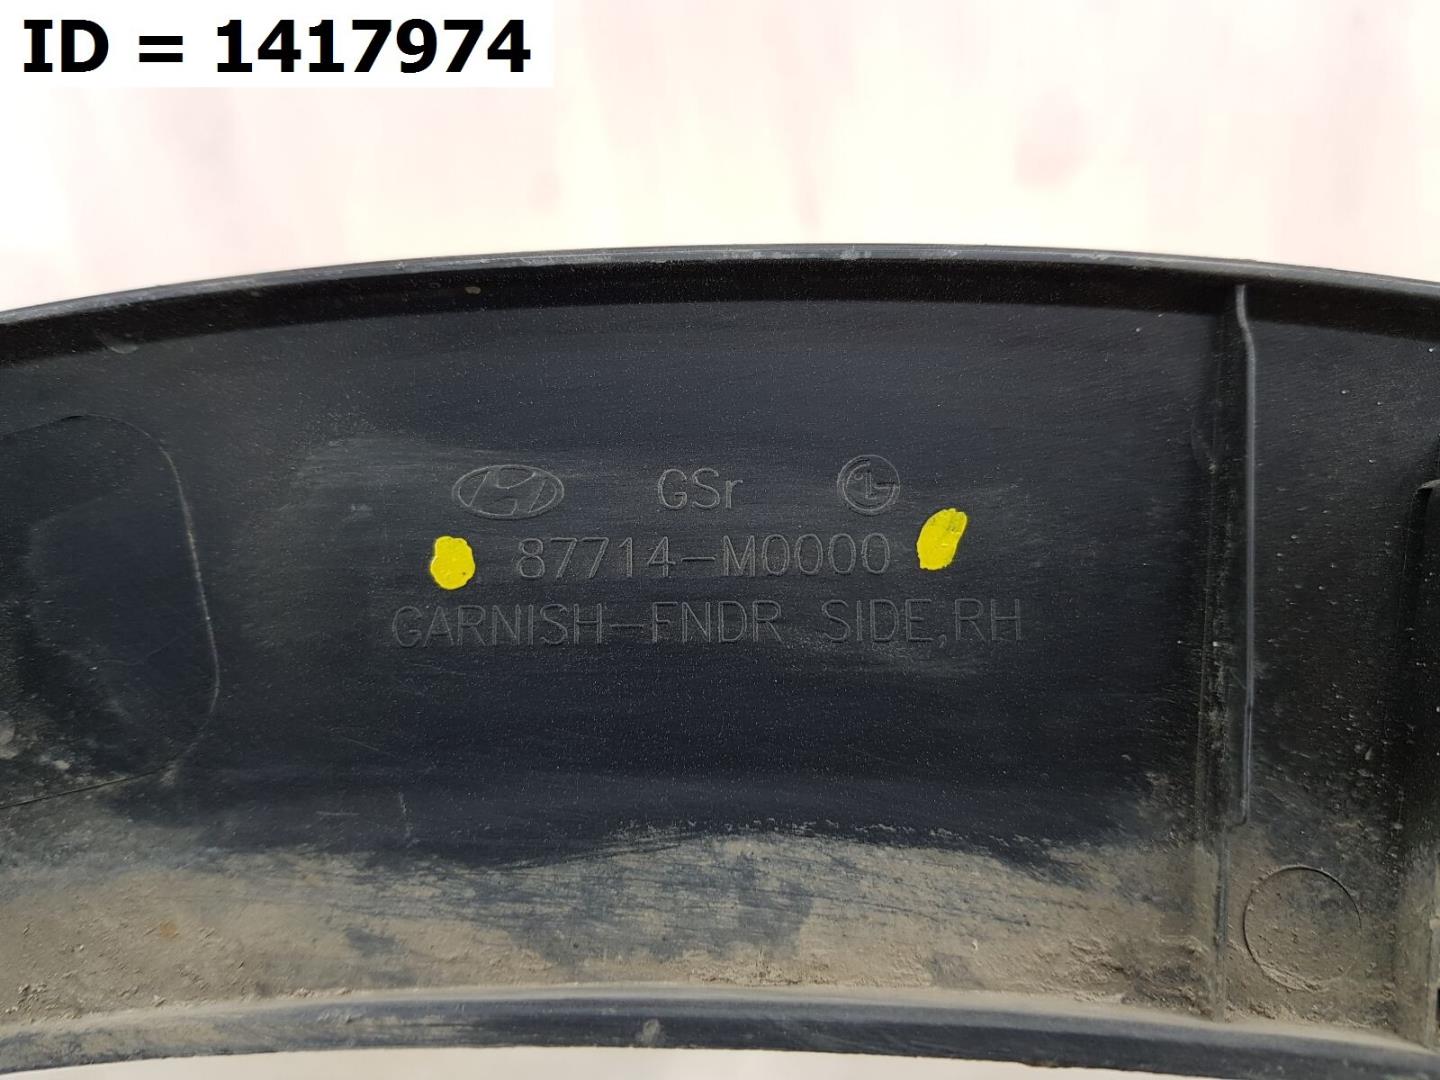 ID = 1417974
GSr
87714-M0000
GARNISH-FNDR SIDE,RH